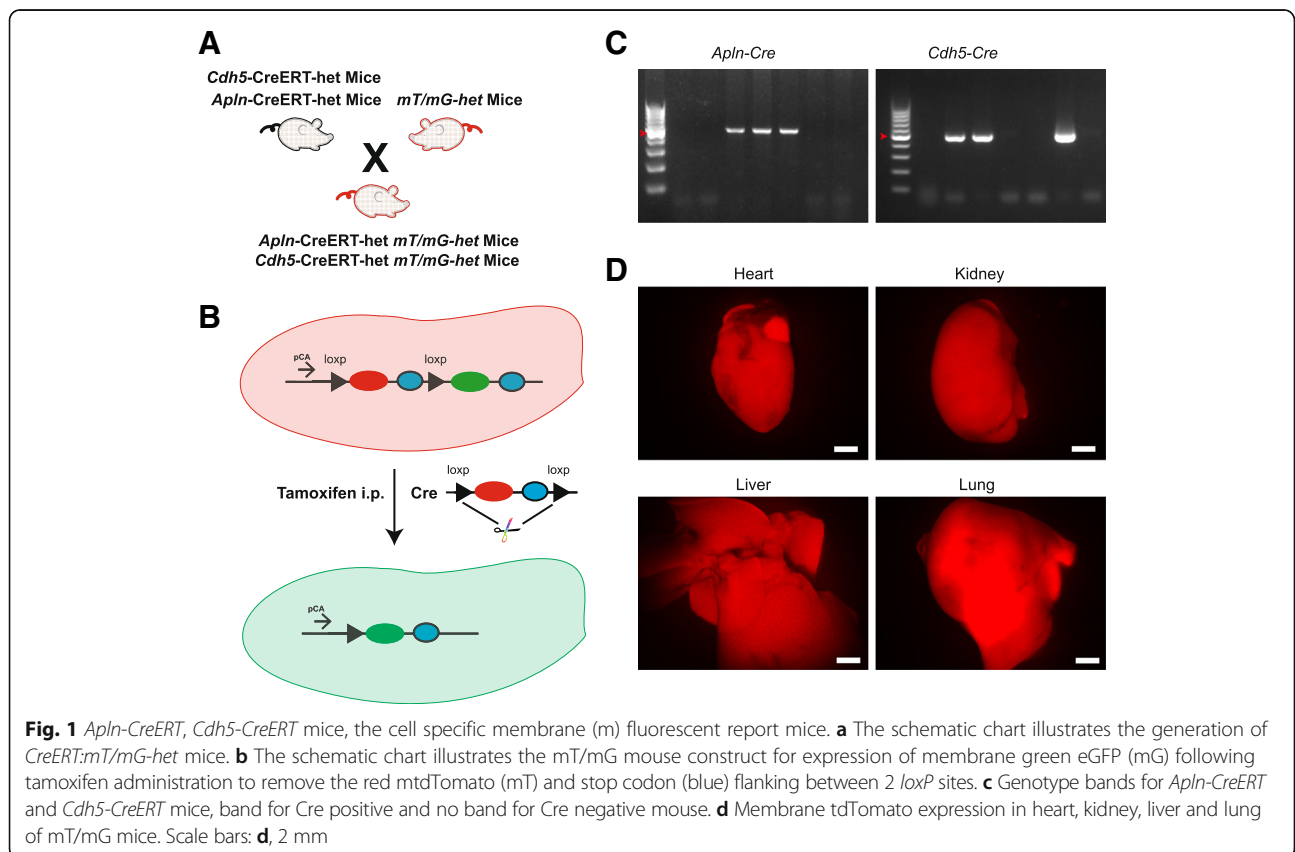 A
Cdh5-CreERT-het Mice
Apln-CreERT-het Mice mT/mG-het Mice
X
Apln-CreERT-het mT/mG-het Mice
Cdh5-CreERT-het mT/mG-het Mice
B
pCA loxp loxp
Tamoxifen i.p. Cre
loxp loxp
pCA
C
Apln-Cre Cdh5-Cre
D
Heart Kidney
Liver Lung
Fig. 1 Apln-CreERT, Cdh5-CreERT mice, the cell specific membrane (m) fluorescent report mice. a The schematic chart illustrates the generation of
CreERT:mT/mG-het mice. b The schematic chart illustrates the mT/mG mouse construct for expression of membrane green eGFP (mG) following
tamoxifen administration to remove the red mtdTomato (mT) and stop codon (blue) flanking between 2 loxP sites. c Genotype bands for Apln-CreERT
and Cdh5-CreERT mice, band for Cre positive and no band for Cre negative mouse. d Membrane tdTomato expression in heart, kidney, liver and lung
of mT/mG mice. Scale bars: d, 2 mm